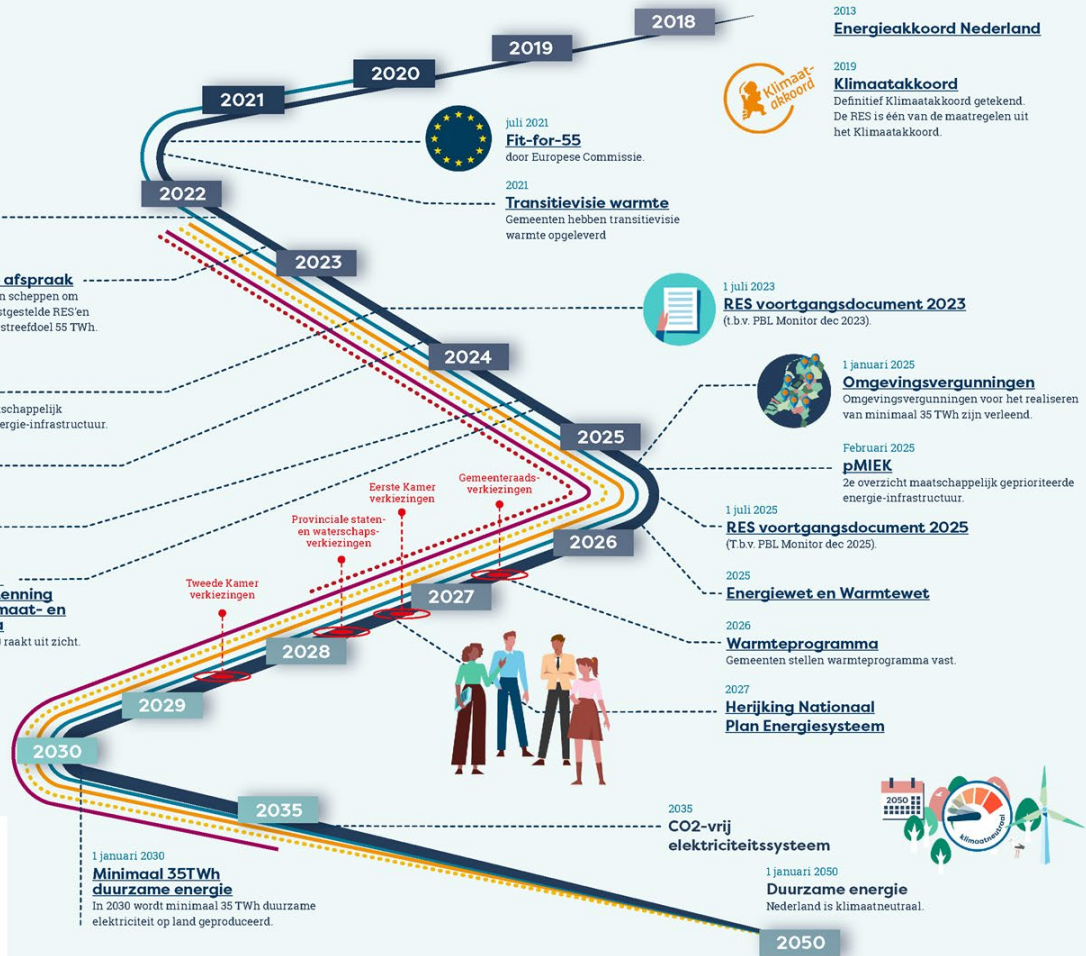 2018
2013
Energieakkoord Nederland
2019
2020
2021
Klimaat-
akkoord
2019
Klimaatakkoord
Definitief Klimaatakkoord getekend.
De RES is één van de maatregelen uit
het Klimaatakkoord.
juli 2021
Fit-for-55
door Europese Commissie.
2022
2021
Transitievisie warmte
Gemeenten hebben transitievisie
warmte opgeleverd
2023
afspraak
n scheppen om
stgestelde RES'en
streefdoel 55 TWh.
1 juli 2023
RES voortgangsdocument 2023
(t.b.v. PBL Monitor dec 2023).
2024
1 januari 2025
Omgevingsvergunningen
Omgevingsvergunningen voor het realiseren
van minimaal 35 TWh zijn verleend.
schappelijk
ergie-infrastructuur.
2025
Februari 2025
pMIEK
2e overzicht maatschappelijk geprioriteerde
energie-infrastructuur.
Gemeenteraads-
verkiezingen
Eerste Kamer
verkiezingen
Provinciale staten-
en waterschaps-
verkiezingen
Tweede Kamer
verkiezingen
1 juli 2025
RES voortgangsdocument 2025
(T.b.v. PBL Monitor dec 2025).
2026
2025
Energiewet en Warmtewet
2027
enning
maat- en
a
raakt uit zicht.
2026
Warmteprogramma
Gemeenten stellen warmteprogramma vast.
2028
2027
Herijking Nationaal
Plan Energiesysteem
2029
2030
2035
2035
CO2-vrij
elektriciteitssysteem
2050
klimaatneutraal
1 januari 2030
Minimaal 35TWh
duurzame energie
In 2030 wordt minimaal 35 TWh duurzame
elektriciteit op land geproduceerd.
1 januari 2050
Duurzame energie
Nederland is klimaatneutraal.
2050